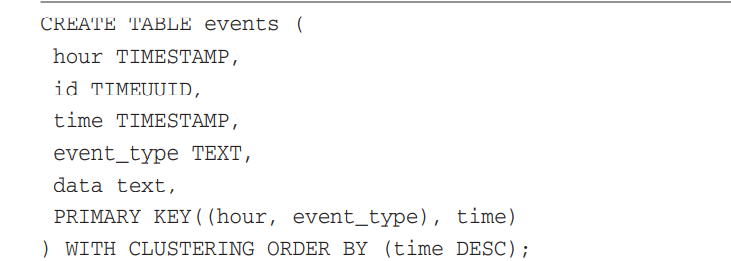 CREATE TABLE events (
hour TIMESTAMP,
id TIMEUUID,
time TIMESTAMP,
event_type TEXT,
data text,
PRIMARY KEY((hour, event_type), time)
) WITH CLUSTERING ORDER BY (time DESC);